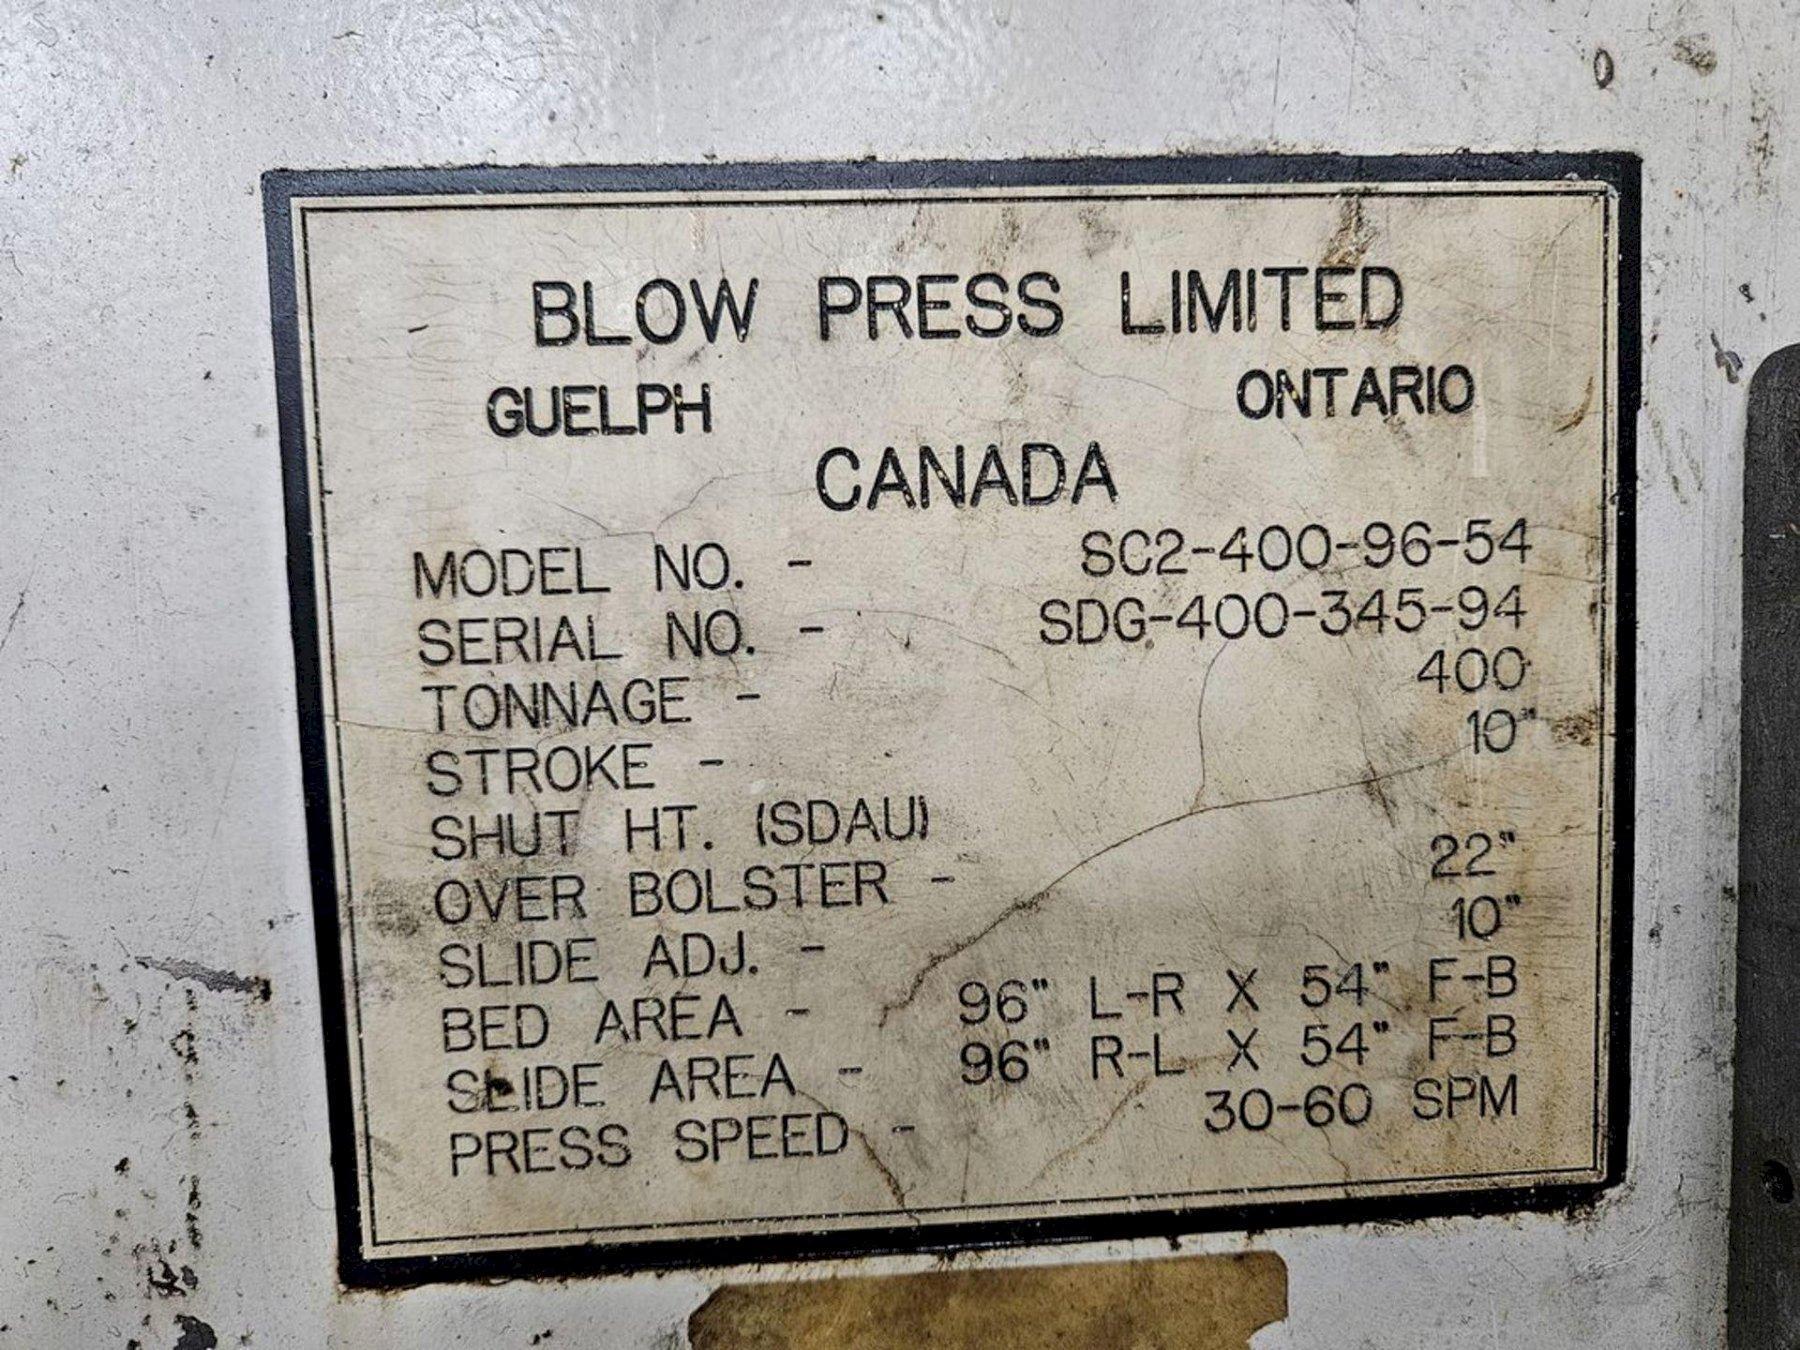 BLOW PRESS LIMITED
GUELPH ONTARIO
CANADA
MODEL NO. - SC2-400-96-54
SERIAL NO. - SDG-400-345-94
TONNAGE - 400
STROKE - 10"
SHUT HT. (SDAU)
OVER BOLSTER - 22"
SLIDE ADJ. - 10"
BED AREA - 96" L-R X 54" F-B
SLIDE AREA - 96" R-L X 54" F-B
PRESS SPEED - 30-60 SPM